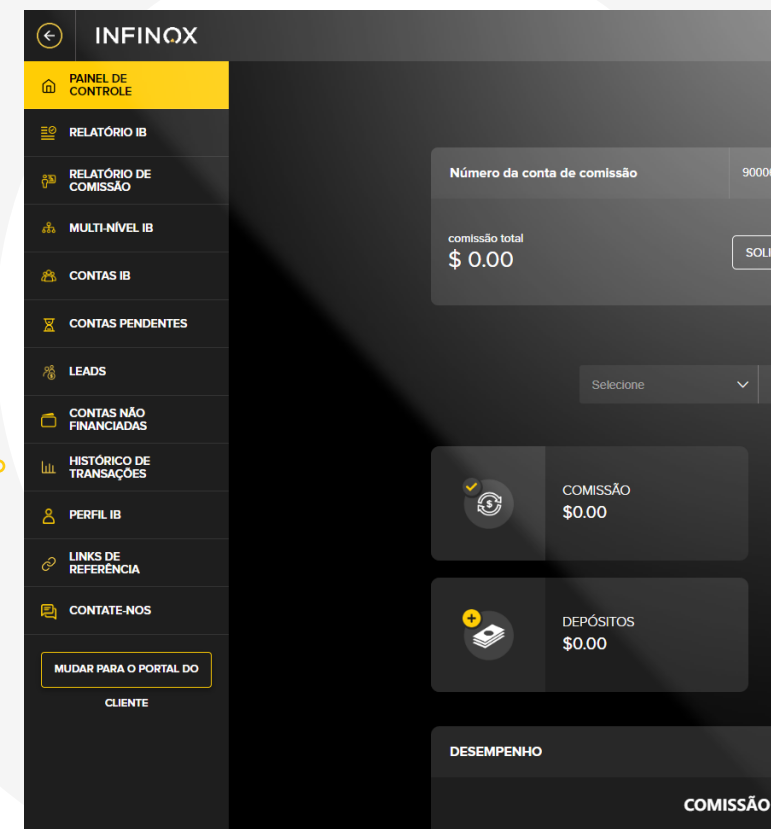 INFINOX
PAINEL DE
CONTROLE
RELATÓRIO IB
RELATÓRIO DE
COMISSÃO
MULTI-NÍVEL IB
CONTAS IB
CONTAS PENDENTES
LEADS
CONTAS NÃO
FINANCIADAS
HISTÓRICO DE
TRANSAÇÕES
PERFIL IB
LINKS DE
REFERÊNCIA
CONTATE-NOS
MUDAR PARA O PORTAL DO
CLIENTE
Número da conta de comissão
comissão total
$ 0.00
Selecione
COMISSÃO
$0.00
DEPÓSITOS
$0.00
DESEMPENHO
COMISSÃO